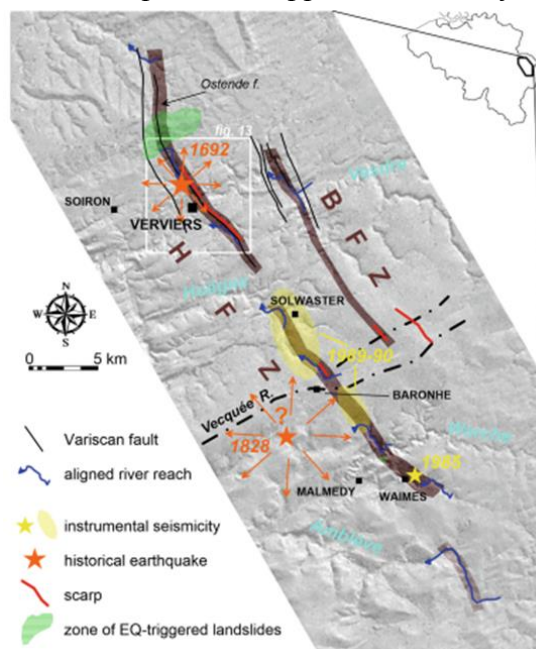 Ostende f.
fig. 13
1692
SOIRON
VERVIERS
B
F
Z
H
F
Z
N
W
E
S
0 5 km
SOLWASTER
1989-90
BARONHE
Vecquée R.
?
1828
MALMEDY
WAIMES
Variscan fault
aligned river reach
instrumental seismicity
historical earthquake
scarp
zone of EQ-triggered landslides